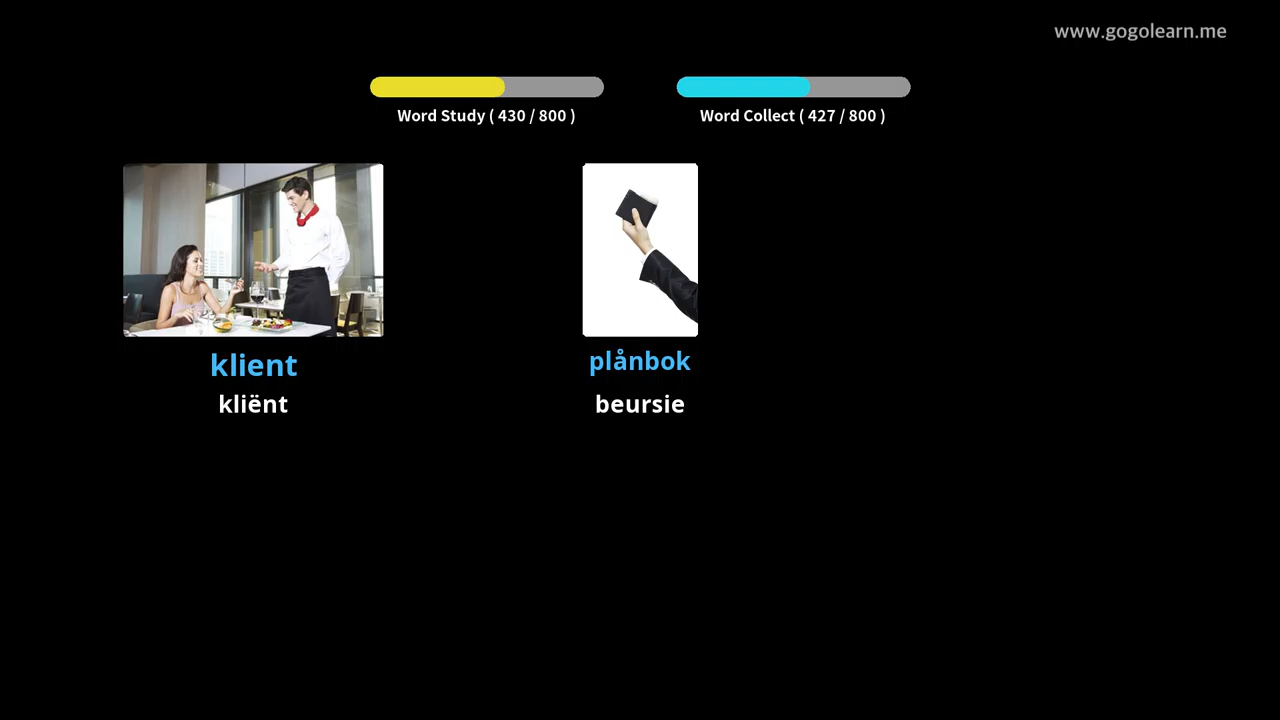 www.gogolearn.me
Word Study ( 430 / 800 )
Word Collect ( 427 / 800 )
klient
kliënt
plånbok
beursie